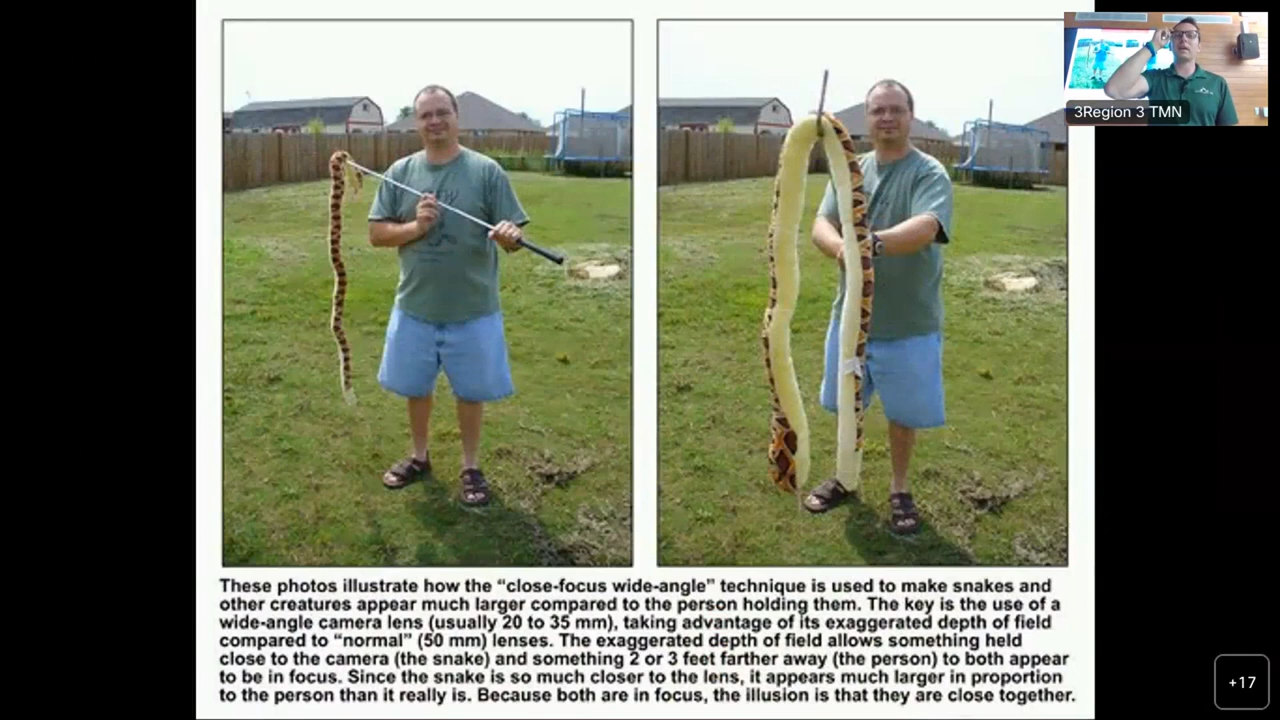 3Region 3 TMN
These photos illustrate how the “close-focus wide-angle” technique is used to make snakes and
other creatures appear much larger compared to the person holding them. The key is the use of a
wide-angle camera lens (usually 20 to 35 mm), taking advantage of its exaggerated depth of field
compared to “normal” (50 mm) lenses. The exaggerated depth of field allows something held
close to the camera (the snake) and something 2 or 3 feet farther away (the person) to both appear
to be in focus. Since the snake is so much closer to the lens, it appears much larger in proportion
to the person than it really is. Because both are in focus, the illusion is that they are close together.
+17